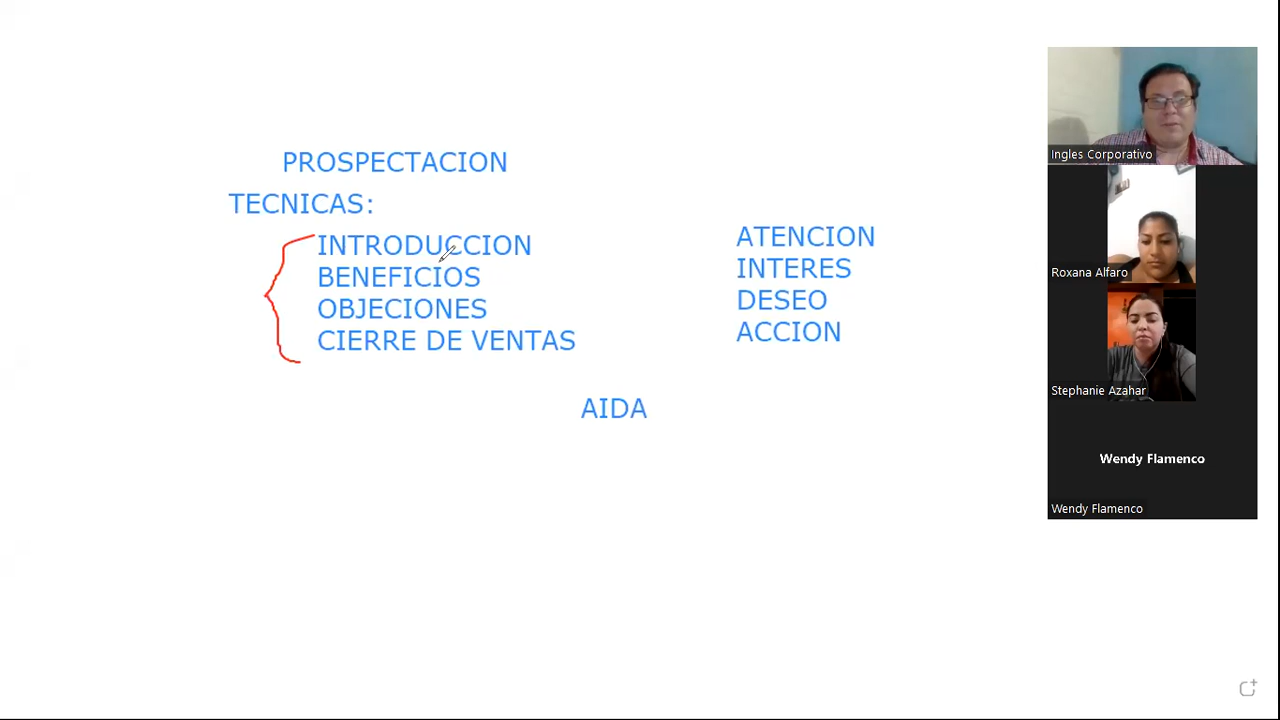 PROSPECTACION
TECNICAS:
INTRODUCCION
BENEFICIOS
OBJECIONES
CIERRE DE VENTAS
ATENCION
INTERES
DESEO
ACCION
AIDA
Ingles Corporativo
Roxana Alfaro
Stephanie Azahar
Wendy Flamenco
Wendy Flamenco